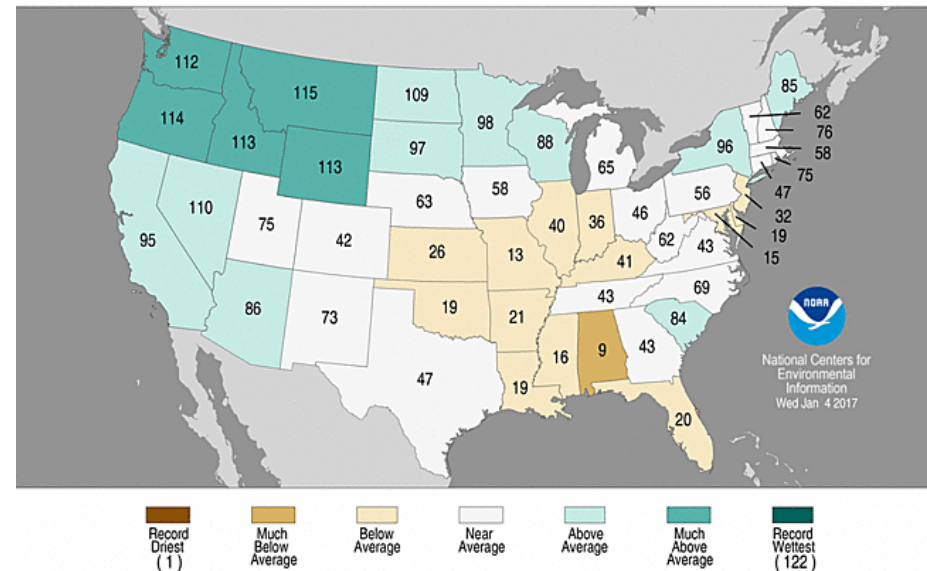 112
115
109
85
114
98
62
113
97
88
96
76
113
65
58
110
63
58
56
75
75
46
47
95
42
40
36
32
26
13
62
43
19
41
15
86
73
19
21
43
69
84
NOAA
47
16
9
43
19
20
National Centers for
Environmental
Information
Wed Jan 4 2017
Record
Driest
(1)
Much
Below
Average
Below
Average
Near
Average
Above
Average
Much
Above
Average
Record
Wettest
(122)